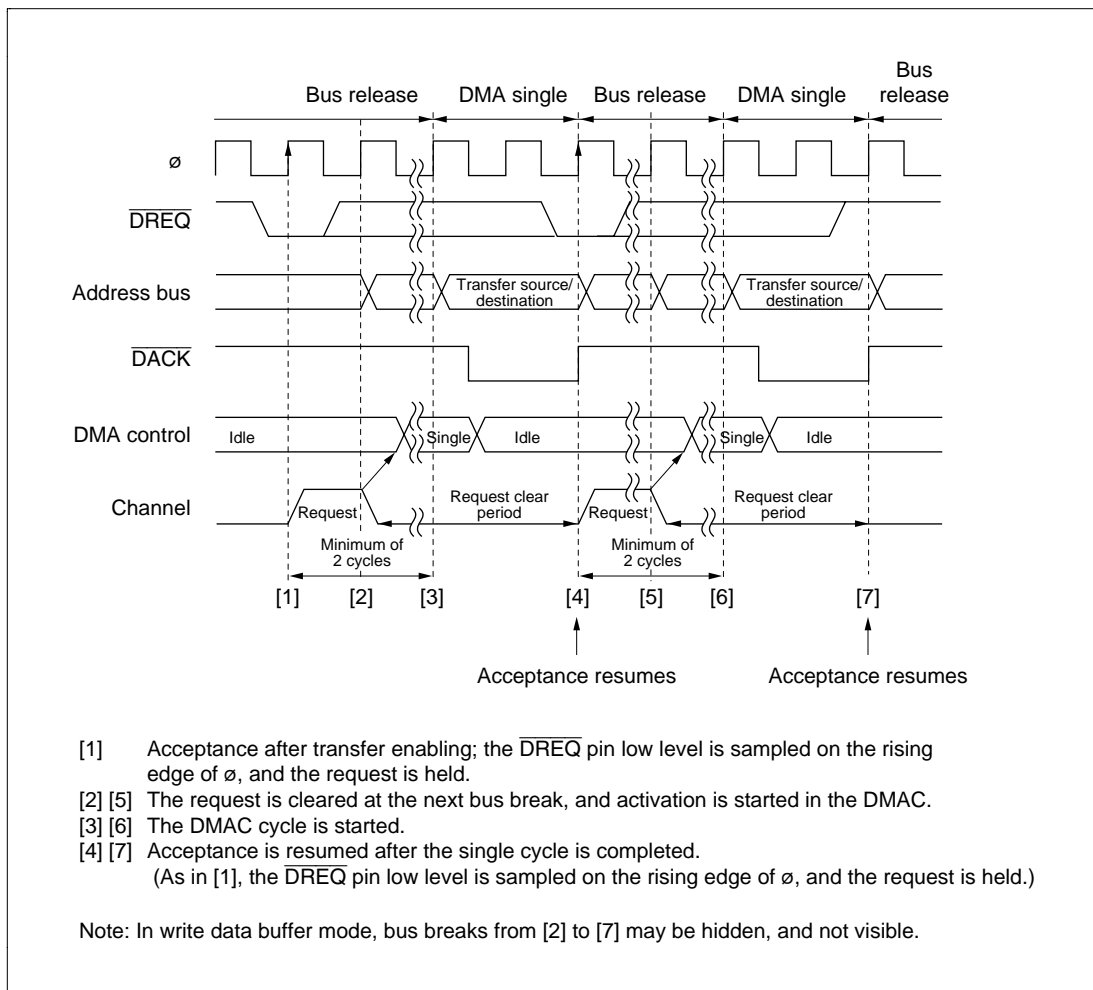 Bus release DMA single Bus release DMA single Bus release
ø
DREQ
Address bus Transfer source/ destination Transfer source/ destination
DACK
DMA control Idle Single Idle Single Idle
Channel Request Request clear period Request Request clear period
Minimum of 2 cycles Minimum of 2 cycles
[1] [2] [3] [4] [5] [6] [7]
Acceptance resumes Acceptance resumes
[1] Acceptance after transfer enabling; the DREQ pin low level is sampled on the rising
edge of ø, and the request is held.
[2] [5] The request is cleared at the next bus break, and activation is started in the DMAC.
[3] [6] The DMAC cycle is started.
[4] [7] Acceptance is resumed after the single cycle is completed.
(As in [1], the DREQ pin low level is sampled on the rising edge of ø, and the request is held.)
Note: In write data buffer mode, bus breaks from [2] to [7] may be hidden, and not visible.